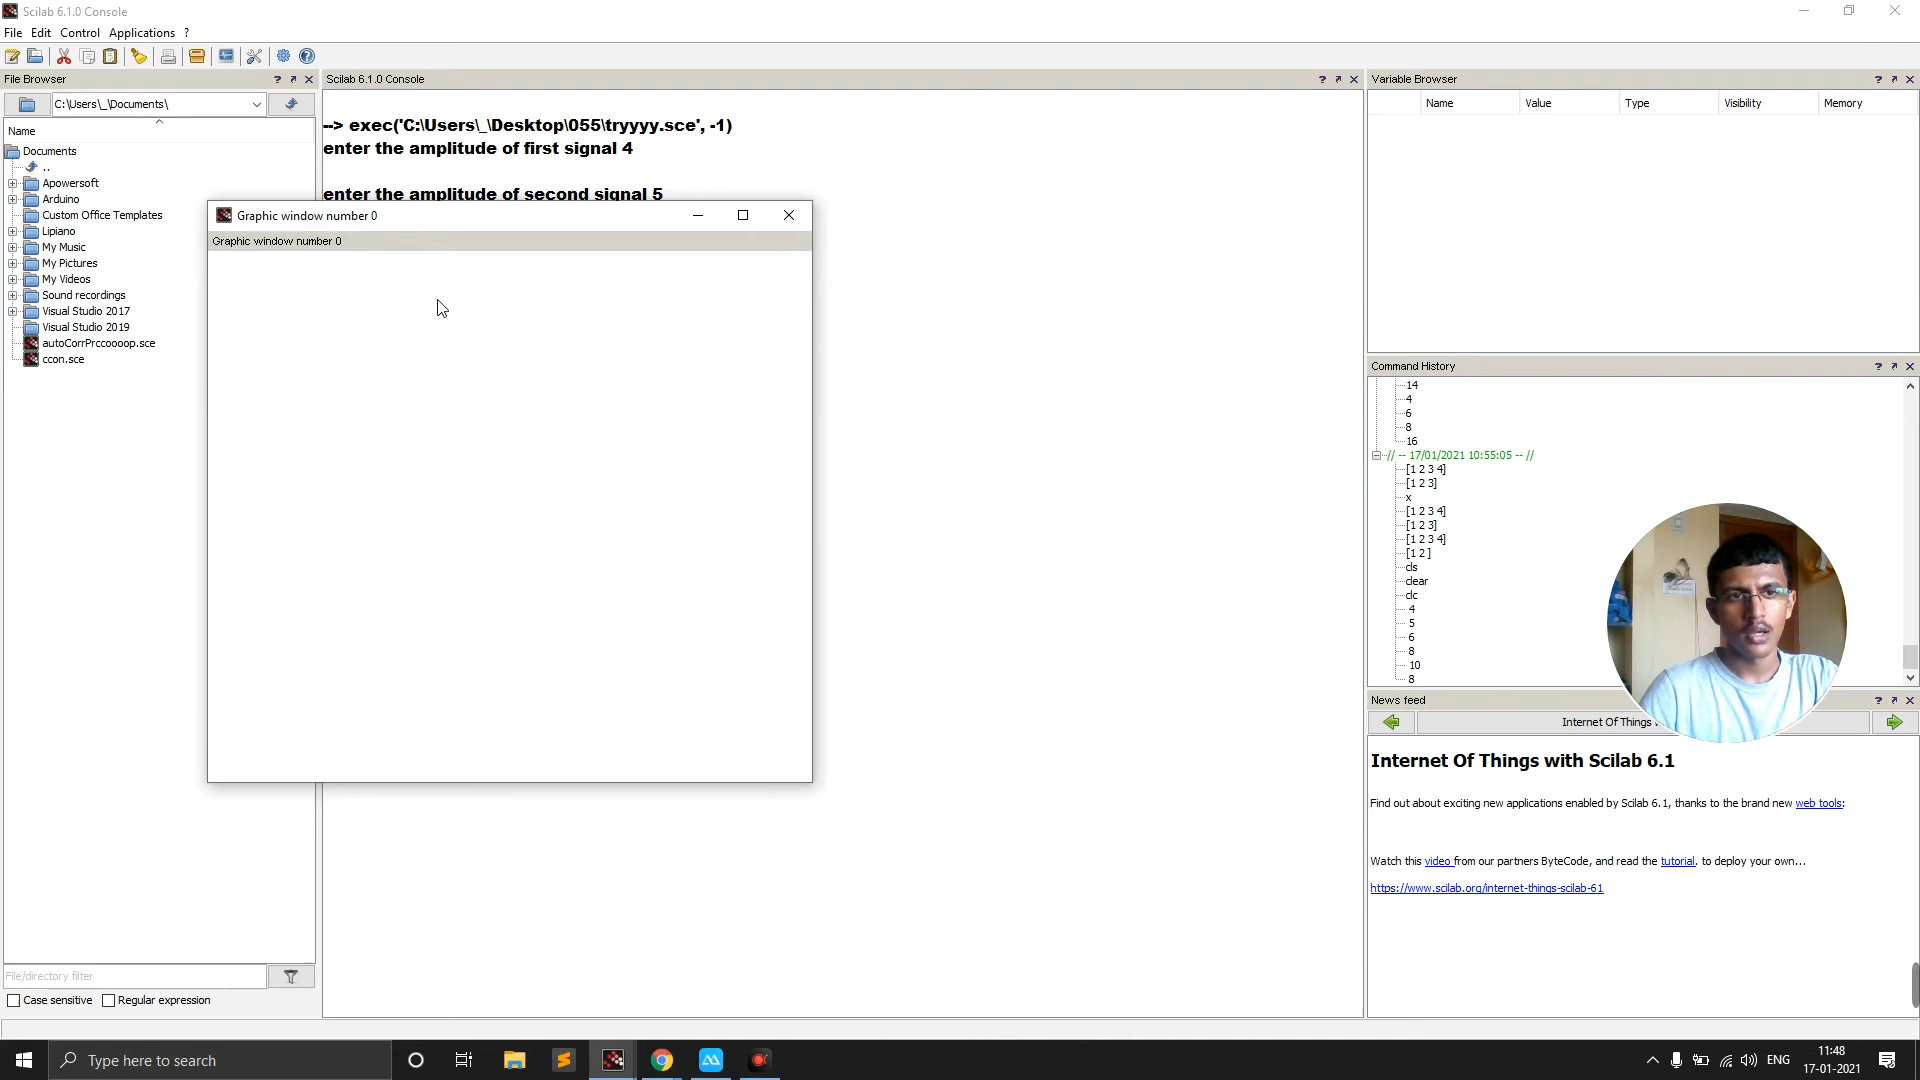 Scilab 6.1.0 Console
File Edit Control Applications ?
File Browser
? ↗ X
C:\Users\_\Documents\
Name
Documents
..
Apowersoft
Arduino
Custom Office Templates
Lipiano
My Music
My Pictures
My Videos
Sound recordings
Visual Studio 2017
Visual Studio 2019
autoCorrPrccoooop.sce
ccon.sce
File/directory filter
Case sensitive Regular expression
Scilab 6.1.0 Console
--> exec('C:\Users\_\Desktop\055\tryyyy.sce', -1)
enter the amplitude of first signal 4
enter the amplitude of second signal 5
Graphic window number 0
Graphic window number 0
Variable Browser
Name Value Type Visibility Memory
Command History
14
4
6
8
16
// -- 17/01/2021 10:55:05 -- //
[1 2 3 4]
[1 2 3]
x
[1 2 3 4]
[1 2 3]
[1 2 3 4]
[1 2 ]
cls
clear
clc
4
5
6
8
10
8
News feed
Internet Of Things
Internet Of Things with Scilab 6.1
Find out about exciting new applications enabled by Scilab 6.1, thanks to the brand new web tools:
Watch this video from our partners ByteCode, and read the tutorial. to deploy your own...
https://www.scilab.org/internet-things-scilab-61
Type here to search
ENG
11:48
17-01-2021